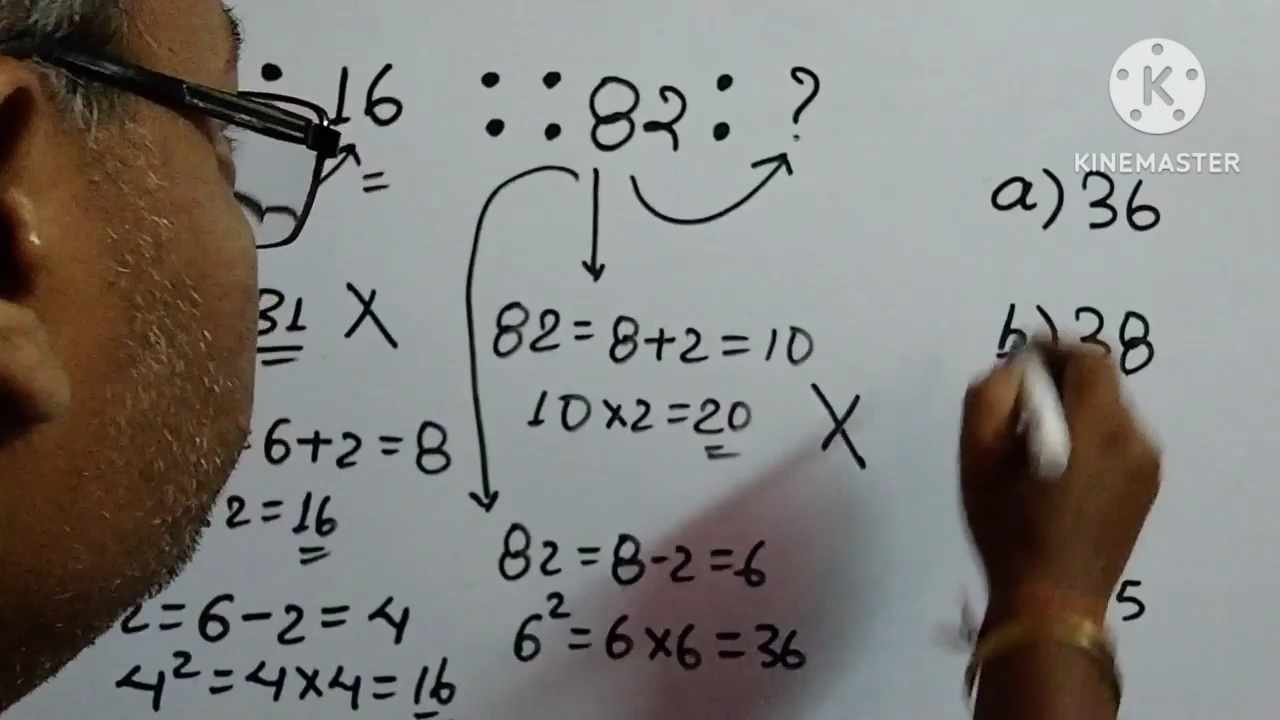 16 :: 82 : ?
=
K
KINEMASTER
a) 36
31 X
82 = 8+2 = 10
10 x 2 = 20 X
b) 38
6+2 = 8
2 = 16
82 = 8-2 = 6
6² = 6 x 6 = 36
5
2 = 6 - 2 = 4
4² = 4 x 4 = 16